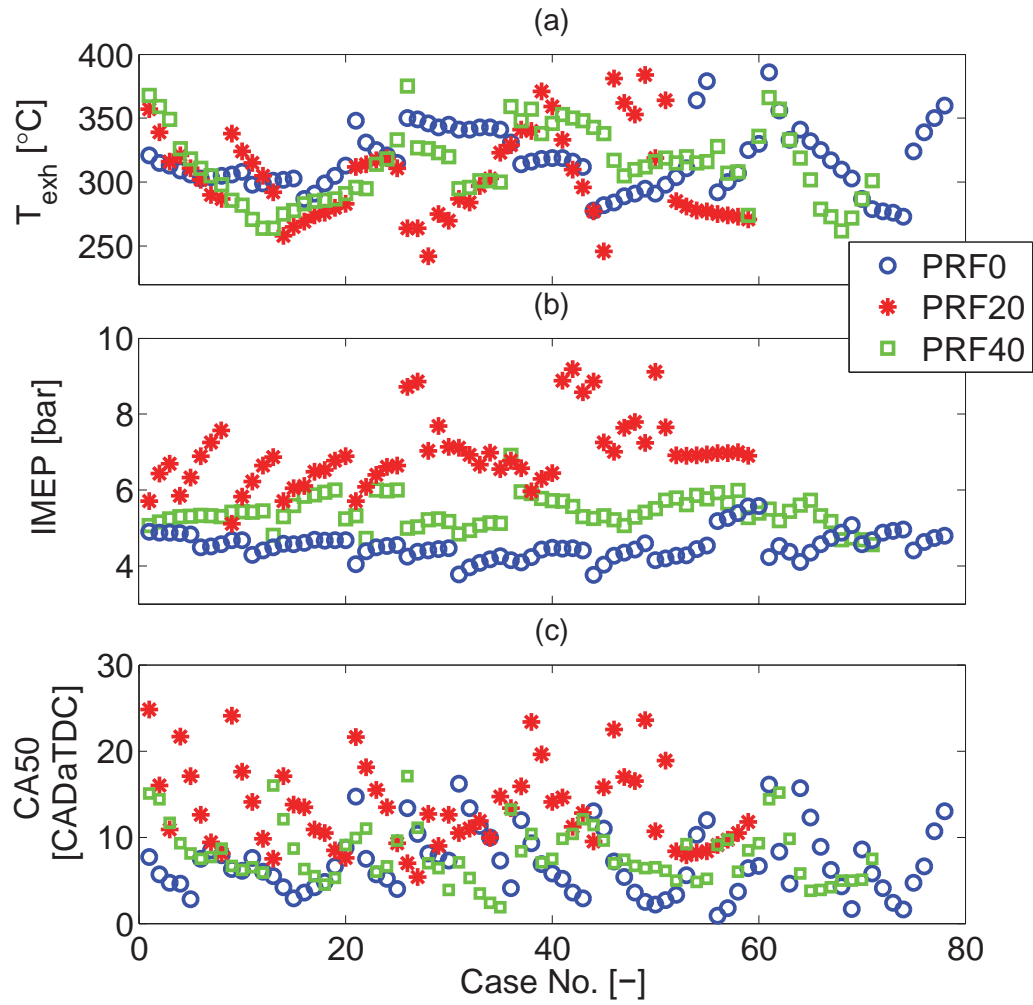 (a)
400
350
300
250
T_exh [°C]
PRF0
PRF20
PRF40
(b)
10
8
6
4
IMEP [bar]
(c)
30
20
10
0
CA50
[CADaTDC]
0 20 40 60 80
Case No. [−]